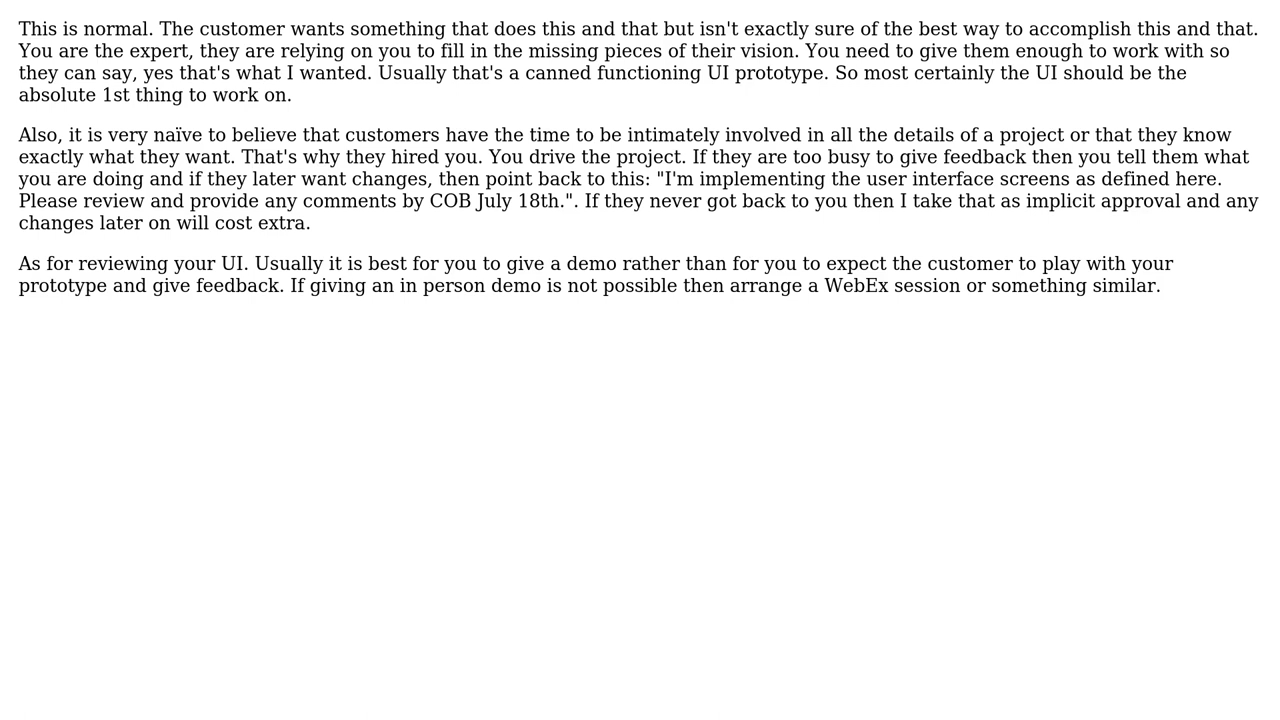 This is normal. The customer wants something that does this and that but isn't exactly sure of the best way to accomplish this and that.
You are the expert, they are relying on you to fill in the missing pieces of their vision. You need to give them enough to work with so
they can say, yes that's what I wanted. Usually that's a canned functioning UI prototype. So most certainly the UI should be the
absolute 1st thing to work on.
Also, it is very naïve to believe that customers have the time to be intimately involved in all the details of a project or that they know
exactly what they want. That's why they hired you. You drive the project. If they are too busy to give feedback then you tell them what
you are doing and if they later want changes, then point back to this: "I'm implementing the user interface screens as defined here.
Please review and provide any comments by COB July 18th.". If they never got back to you then I take that as implicit approval and any
changes later on will cost extra.
As for reviewing your UI. Usually it is best for you to give a demo rather than for you to expect the customer to play with your
prototype and give feedback. If giving an in person demo is not possible then arrange a WebEx session or something similar.